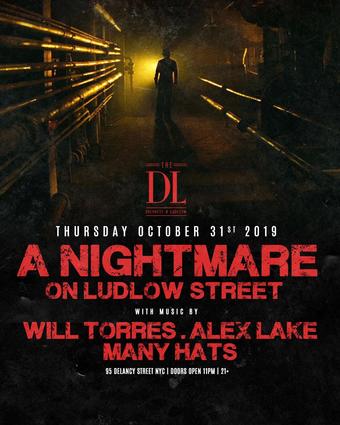 THE
DL
DELANCEY & LUDLOW
THURSDAY OCTOBER 31ST 2019
A NIGHTMARE
ON LUDLOW STREET
WITH MUSIC BY
WILL TORRES . ALEX LAKE
MANY HATS
95 DELANCY STREET NYC | DOORS OPEN 11PM | 21+